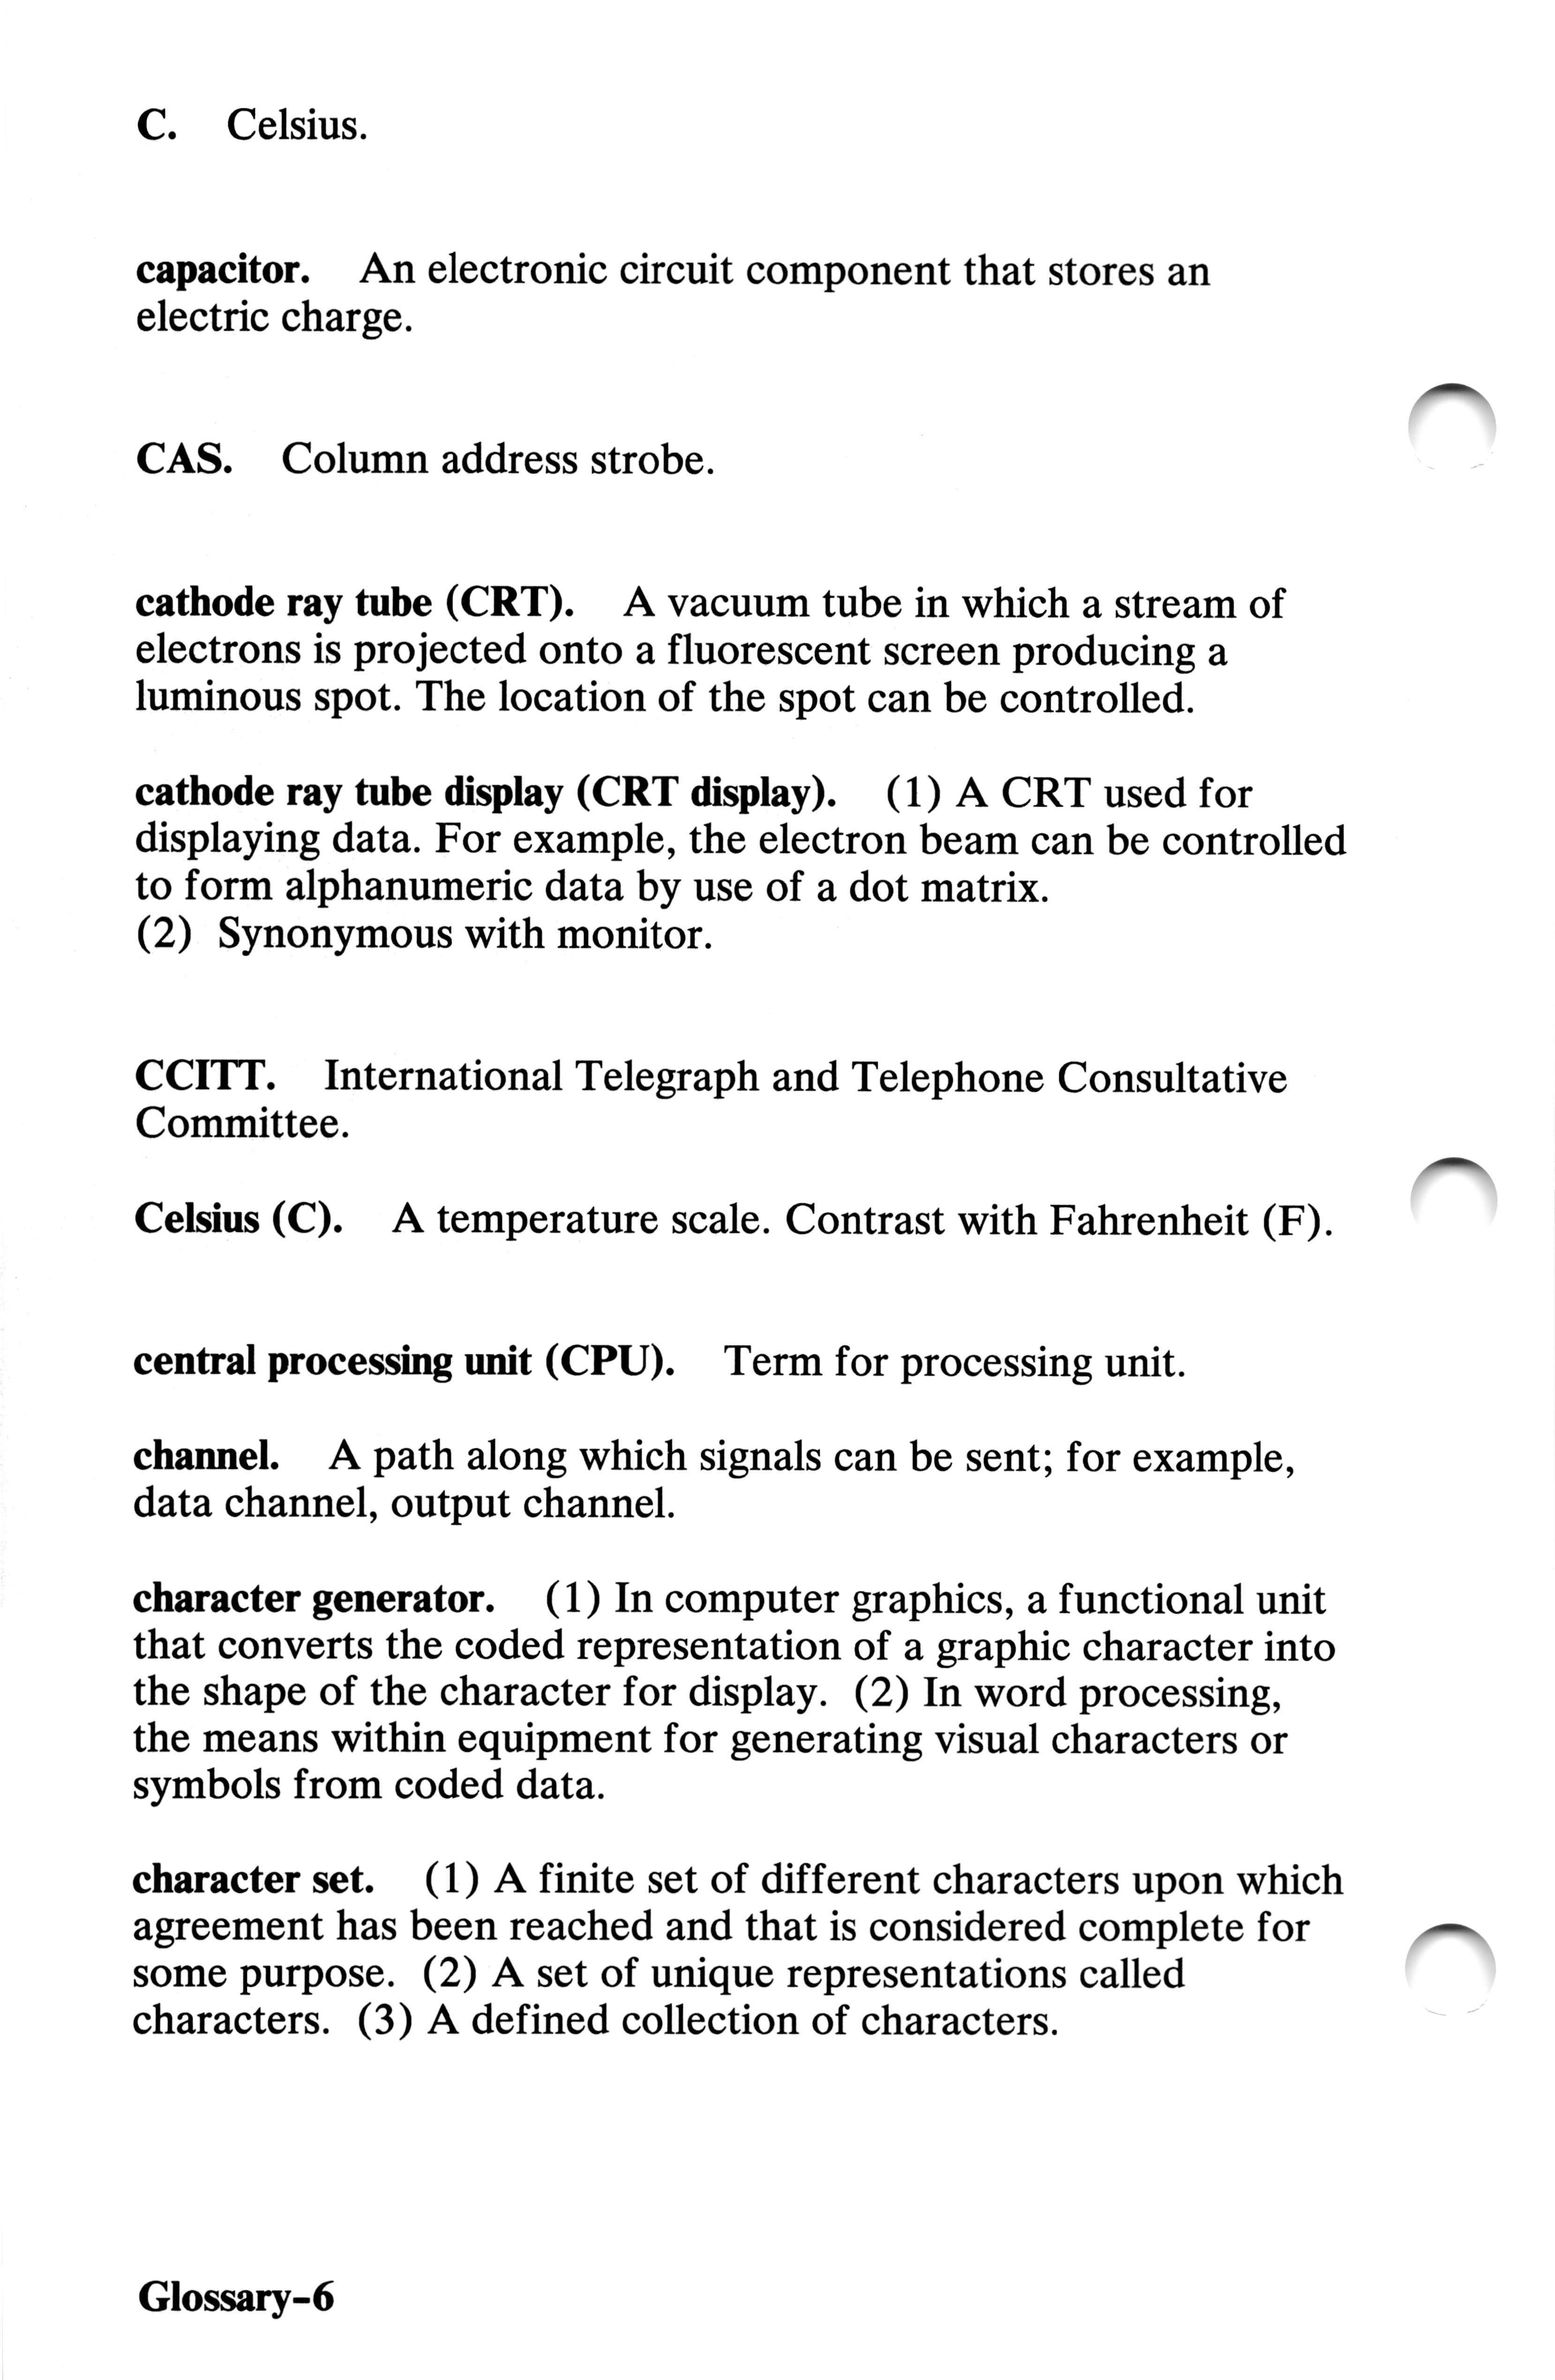 C. Celsius.
capacitor. An electronic circuit component that stores an
electric charge.
CAS. Column address strobe.
cathode ray tube (CRT). A vacuum tube in which a stream of
electrons is projected onto a fluorescent screen producing a
luminous spot. The location of the spot can be controlled.
cathode ray tube display (CRT display). (1) A CRT used for
displaying data. For example, the electron beam can be controlled
to form alphanumeric data by use of a dot matrix.
(2) Synonymous with monitor.
CCITT. International Telegraph and Telephone Consultative
Committee.
Celsius (C). A temperature scale. Contrast with Fahrenheit (F).
central processing unit (CPU). Term for processing unit.
channel. A path along which signals can be sent; for example,
data channel, output channel.
character generator. (1) In computer graphics, a functional unit
that converts the coded representation of a graphic character into
the shape of the character for display. (2) In word processing,
the means within equipment for generating visual characters or
symbols from coded data.
character set. (1) A finite set of different characters upon which
agreement has been reached and that is considered complete for
some purpose. (2) A set of unique representations called
characters. (3) A defined collection of characters.
Glossary-6